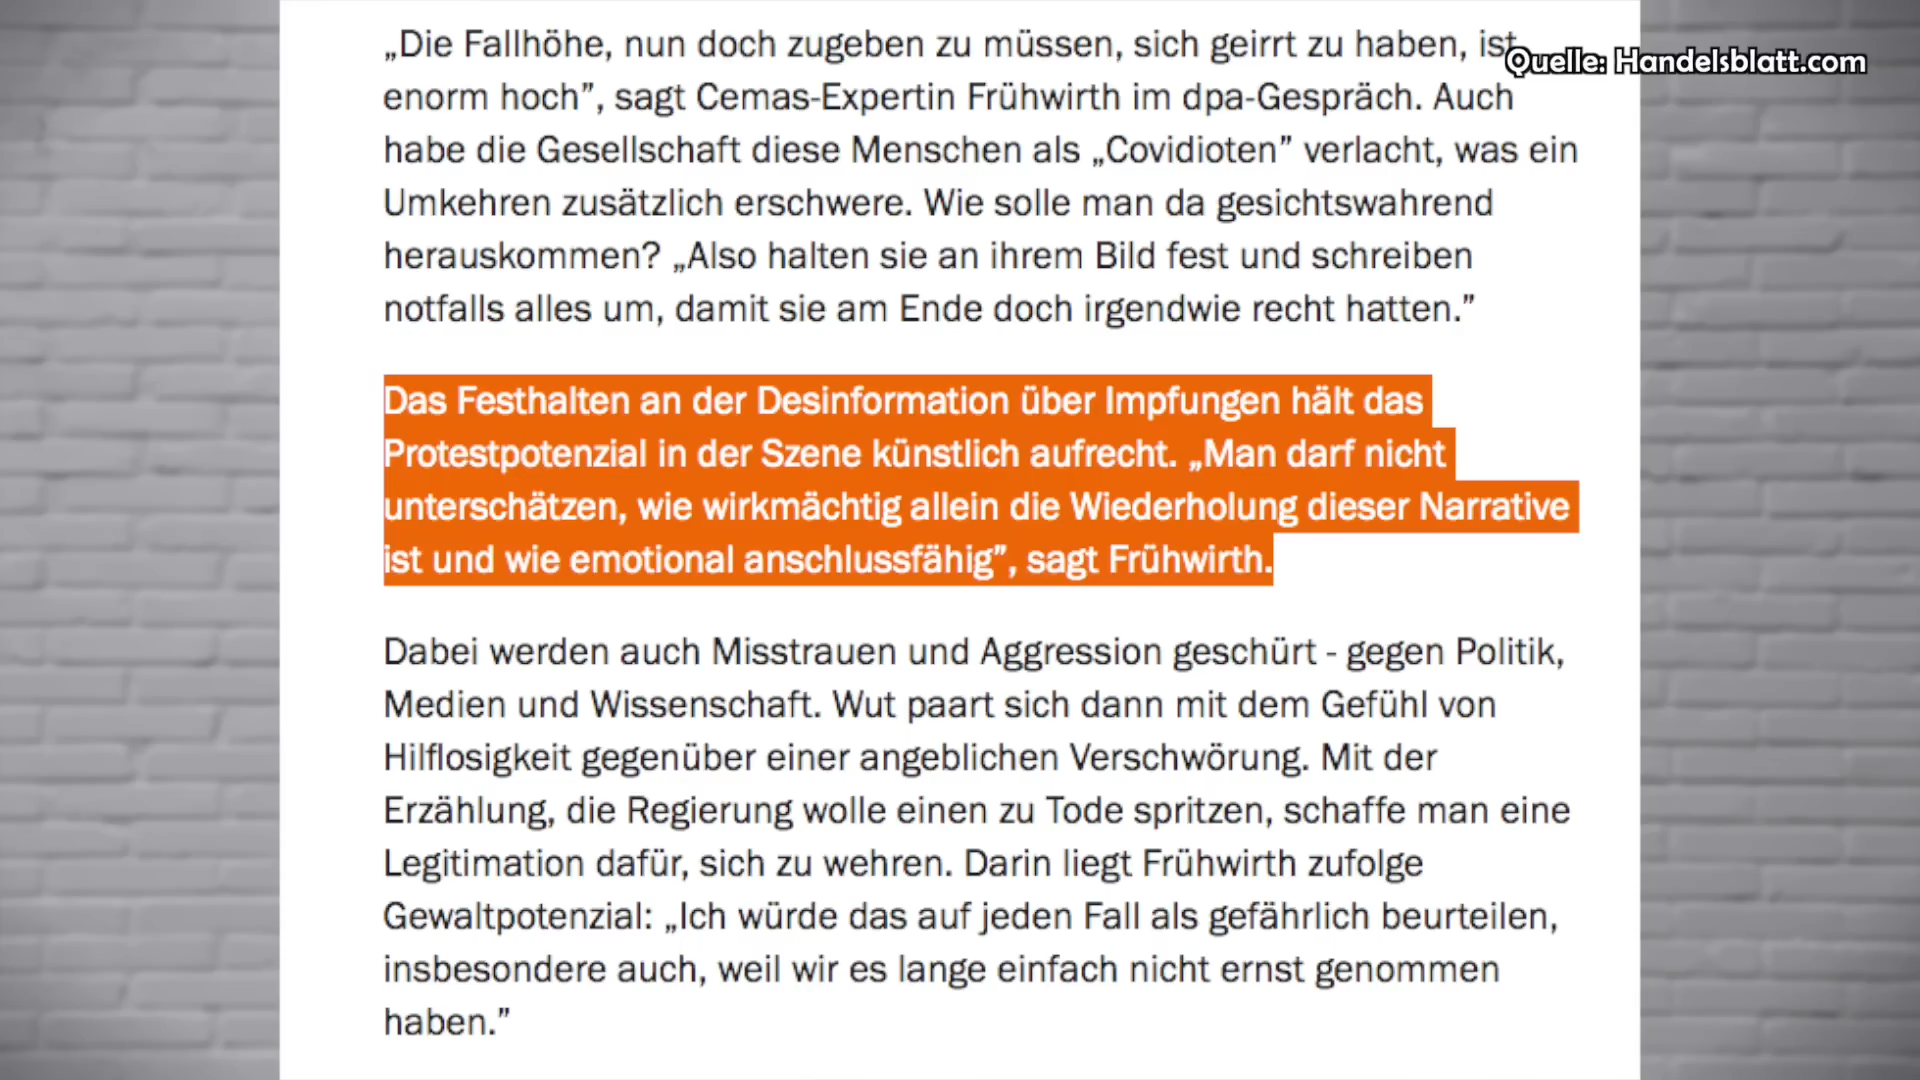 „Die Fallhöhe, nun doch zugeben zu müssen, sich geirrt zu haben, ist
Quelle: Handelsblatt.com
enorm hoch”, sagt Cemas-Expertin Frühwirth im dpa-Gespräch. Auch
habe die Gesellschaft diese Menschen als „Covidioten” verlacht, was ein
Umkehren zusätzlich erschwere. Wie solle man da gesichtswahrend
herauskommen? „Also halten sie an ihrem Bild fest und schreiben
notfalls alles um, damit sie am Ende doch irgendwie recht hatten.”
Das Festhalten an der Desinformation über Impfungen hält das
Protestpotenzial in der Szene künstlich aufrecht. „Man darf nicht
unterschätzen, wie wirkmächtig allein die Wiederholung dieser Narrative
ist und wie emotional anschlussfähig”, sagt Frühwirth.
Dabei werden auch Misstrauen und Aggression geschürt - gegen Politik,
Medien und Wissenschaft. Wut paart sich dann mit dem Gefühl von
Hilflosigkeit gegenüber einer angeblichen Verschwörung. Mit der
Erzählung, die Regierung wolle einen zu Tode spritzen, schaffe man eine
Legitimation dafür, sich zu wehren. Darin liegt Frühwirth zufolge
Gewaltpotenzial: „Ich würde das auf jeden Fall als gefährlich beurteilen,
insbesondere auch, weil wir es lange einfach nicht ernst genommen
haben.”